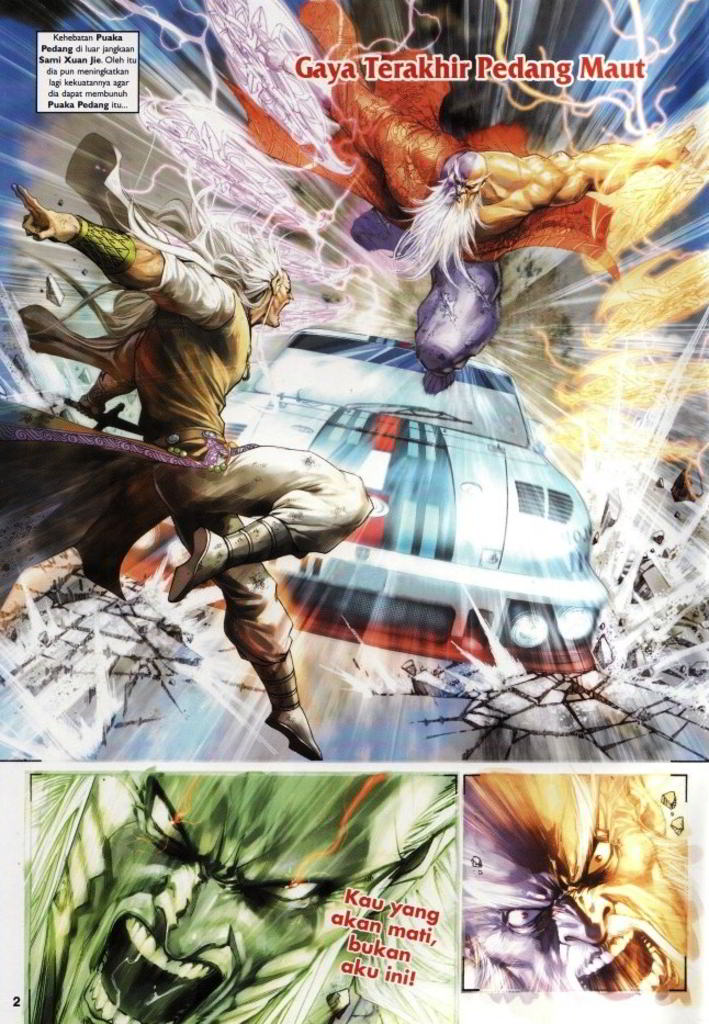 Kehebatan Puaka
Pedang di luar jangkaan
Sami Xuan Jie. Oleh itu
dia pun meningkatkan
lagi kekuatannya agar
dia dapat membunuh
Puaka Pedang itu...
Gaya Terakhir Pedang Maut
Kau yang
akan mati,
bukan
aku ini!
2